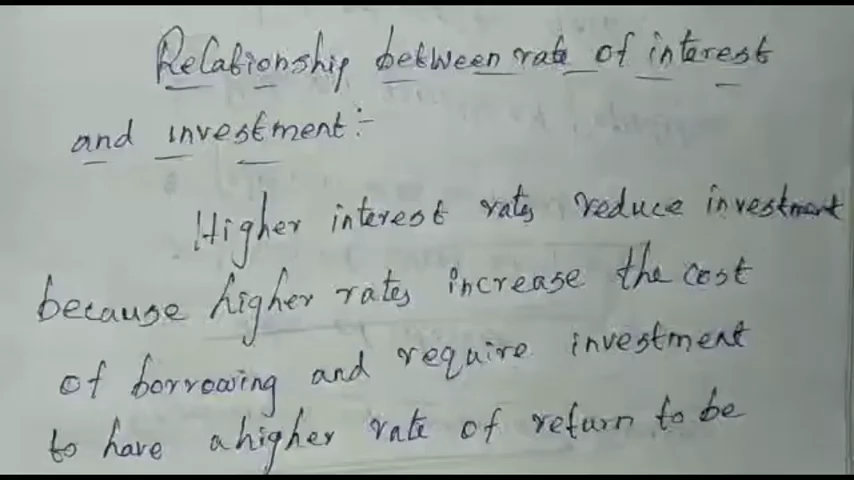 Relationship between rate of interest
and investment:-
Higher interest rates reduce investment
because higher rates increase the cost
of borrowing and require investment
to have a higher rate of return to be